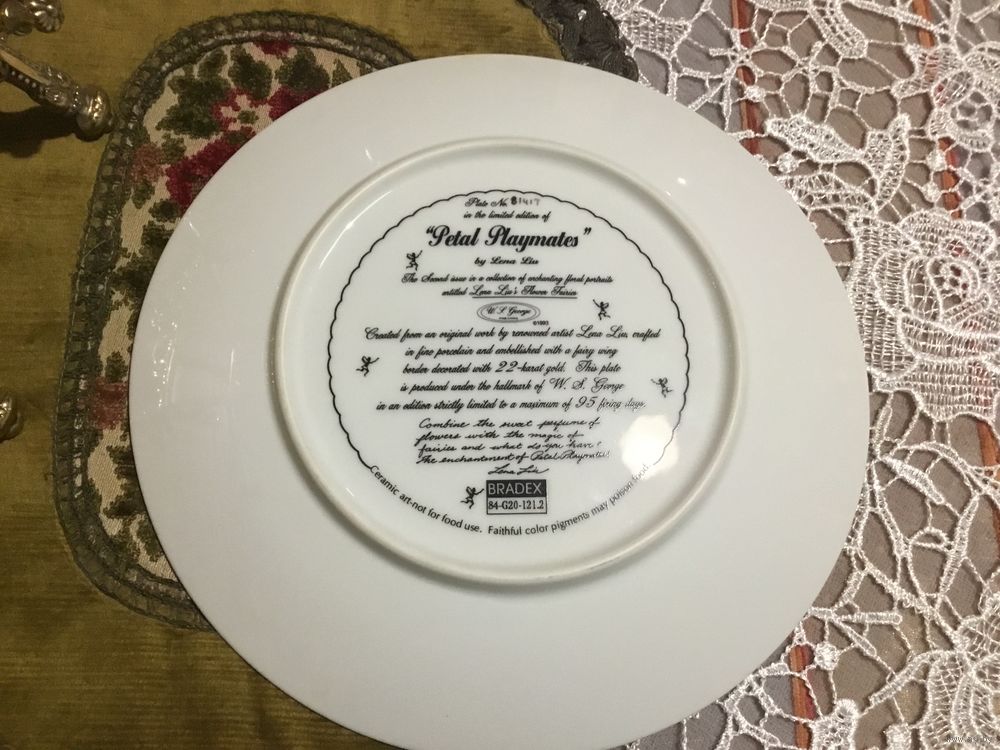 Plate No. 81417
in the limited edition of
"Petal Playmates"
by Lena Liu
The Second issue in a collection of enchanting floral portraits
entitled Lena Liu's Flower Fairies
W. S. George
©1993
Created from an original work by renowned artist Lena Liu, crafted
in fine porcelain and embellished with a fairy wing
border decorated with 22-karat gold. This plate
is produced under the hallmark of W. S. George
in an edition strictly limited to a maximum of 95 firing days.
Combine the sweet perfume of
flowers with the magic of
fairies and what do you have?
The enchantment of Petal Playmates!
Lena Liu
BRADEX
84-G20-121.2
Ceramic art-not for food use. Faithful color pigments may poison food.